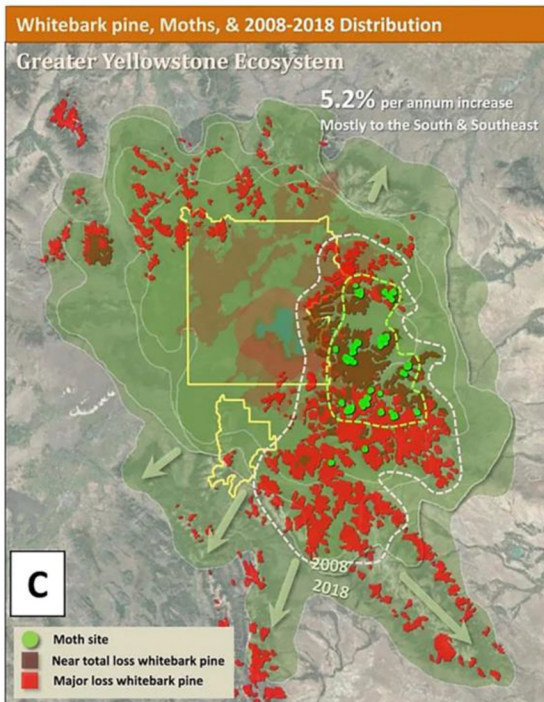 Whitebark pine, Moths, & 2008-2018 Distribution
Greater Yellowstone Ecosystem
5.2% per annum increase
Mostly to the South & Southeast
2008
2018
C
Moth site
Near total loss whitebark pine
Major loss whitebark pine